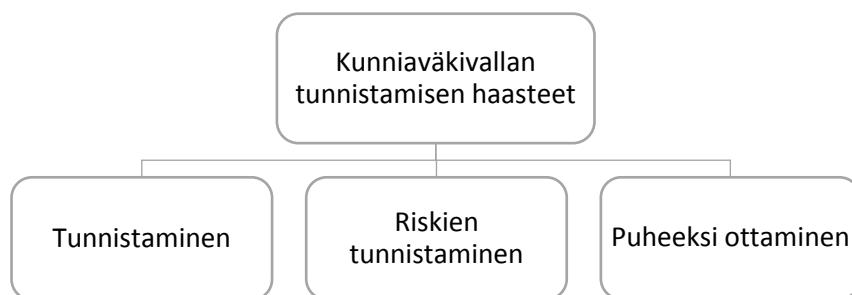 Kunniaväkivallan
tunnistamisen haasteet
Tunnistaminen
Riskien
tunnistaminen
Puheeksi ottaminen